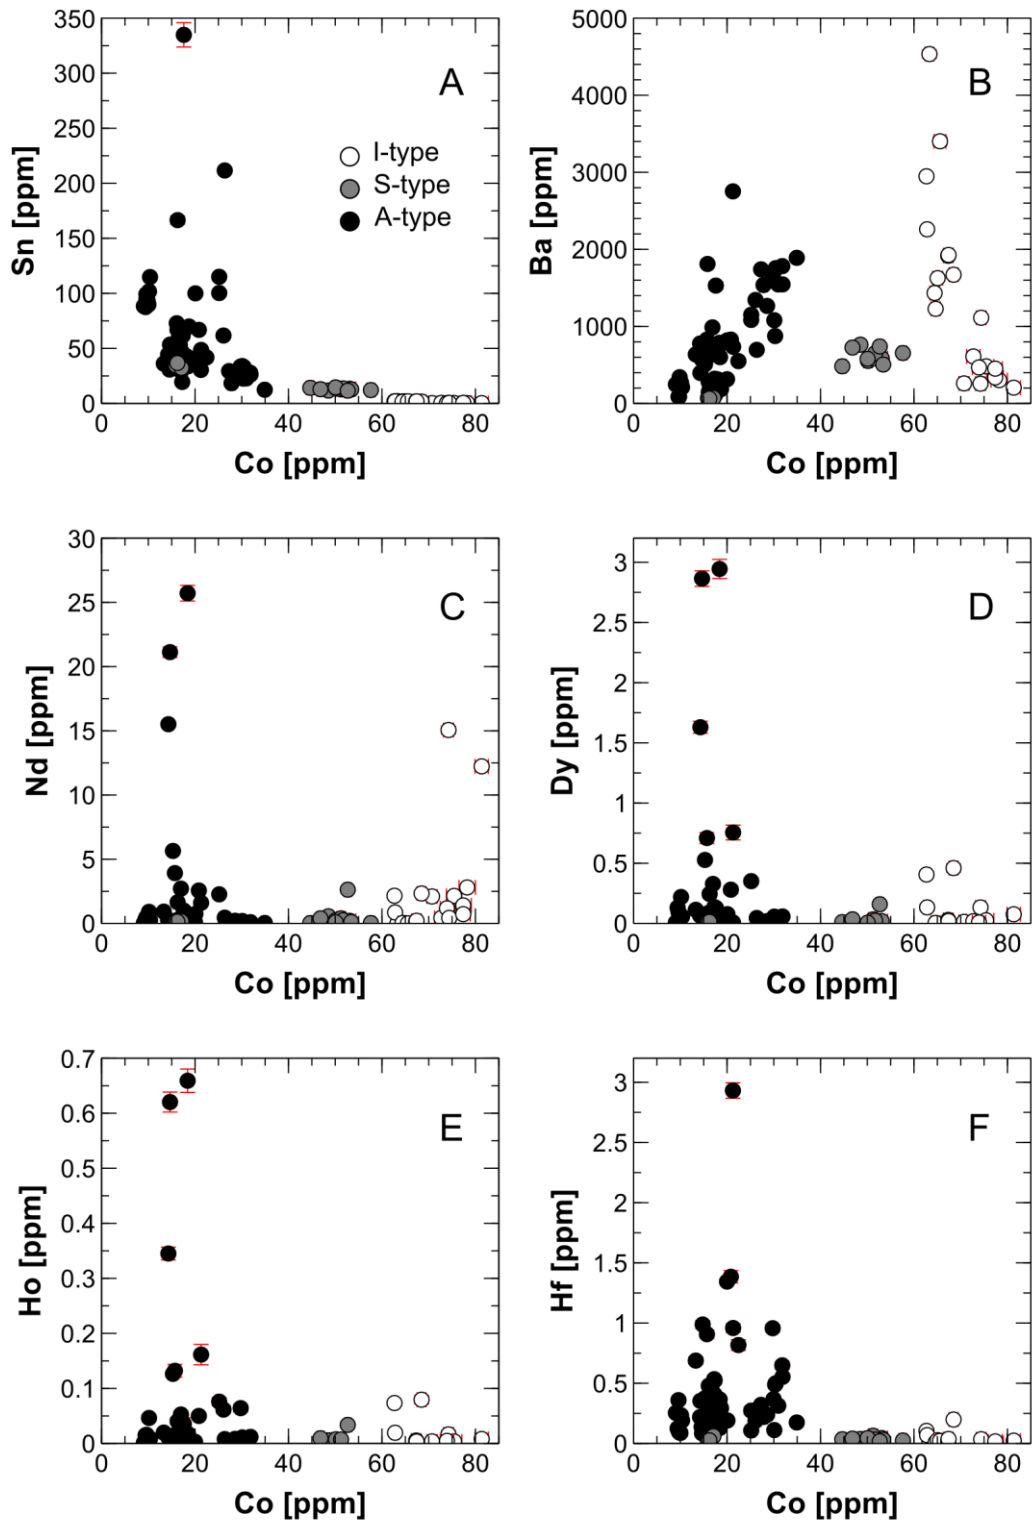 350
300
250
200
150
100
50
0
Sn [ppm]
A
I-type
S-type
A-type
0 20 40 60 80
Co [ppm]
5000
4000
3000
2000
1000
0
Ba [ppm]
B
0 20 40 60 80
Co [ppm]
30
25
20
15
10
5
0
Nd [ppm]
C
0 20 40 60 80
Co [ppm]
3
2.5
2
1.5
1
0.5
0
Dy [ppm]
D
0 20 40 60 80
Co [ppm]
0.7
0.6
0.5
0.4
0.3
0.2
0.1
0
Ho [ppm]
E
0 20 40 60 80
Co [ppm]
3
2.5
2
1.5
1
0.5
0
Hf [ppm]
F
0 20 40 60 80
Co [ppm]